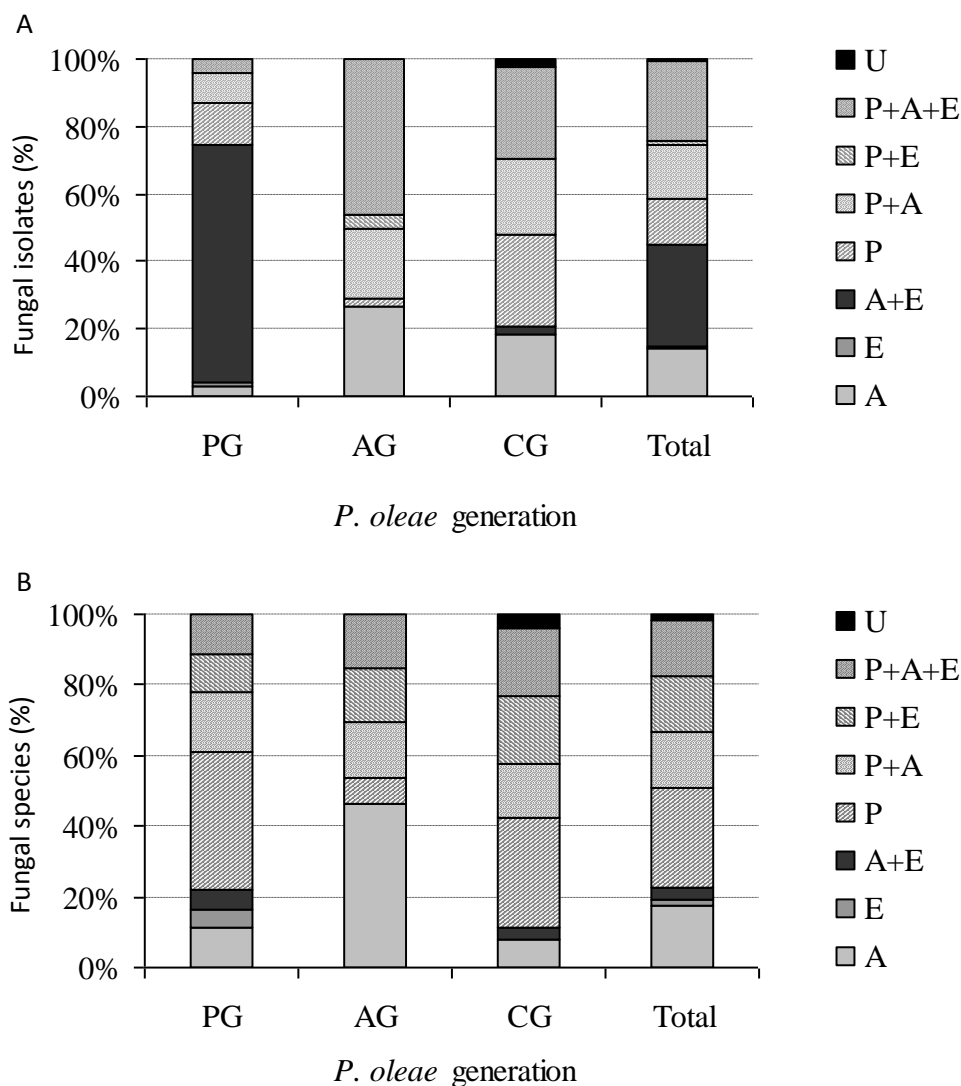 A
Fungal isolates (%)
100%
80%
60%
40%
20%
0%
PG AG CG Total
P. oleae generation
U
P+A+E
P+E
P+A
P
A+E
E
A
B
Fungal species (%)
100%
80%
60%
40%
20%
0%
PG AG CG Total
P. oleae generation
U
P+A+E
P+E
P+A
P
A+E
E
A